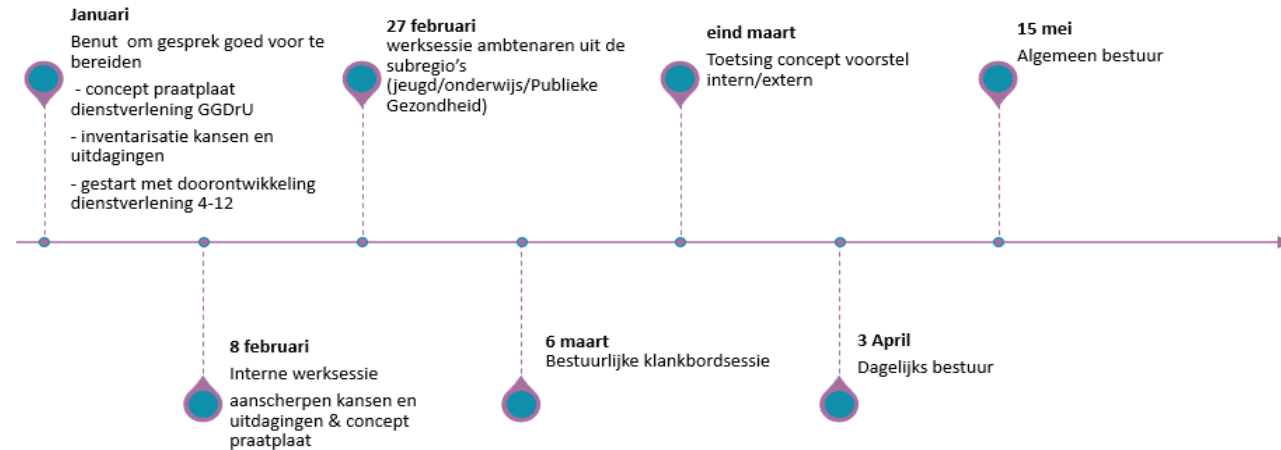 Januari
Benut  om gesprek goed voor te
bereiden
- concept praatplaat
dienstverlening GGDrU
- inventarisatie kansen en
uitdagingen
- gestart met doorontwikkeling
dienstverlening 4-12
8 februari
Interne werksessie
aanscherpen kansen en
uitdagingen & concept
praatplaat
27 februari
werksessie ambtenaren uit de
subregio's
(jeugd/onderwijs/Publieke
Gezondheid)
6 maart
Bestuurlijke klankbordsessie
eind maart
Toetsing concept voorstel
intern/extern
3 April
Dagelijks bestuur
15 mei
Algemeen bestuur